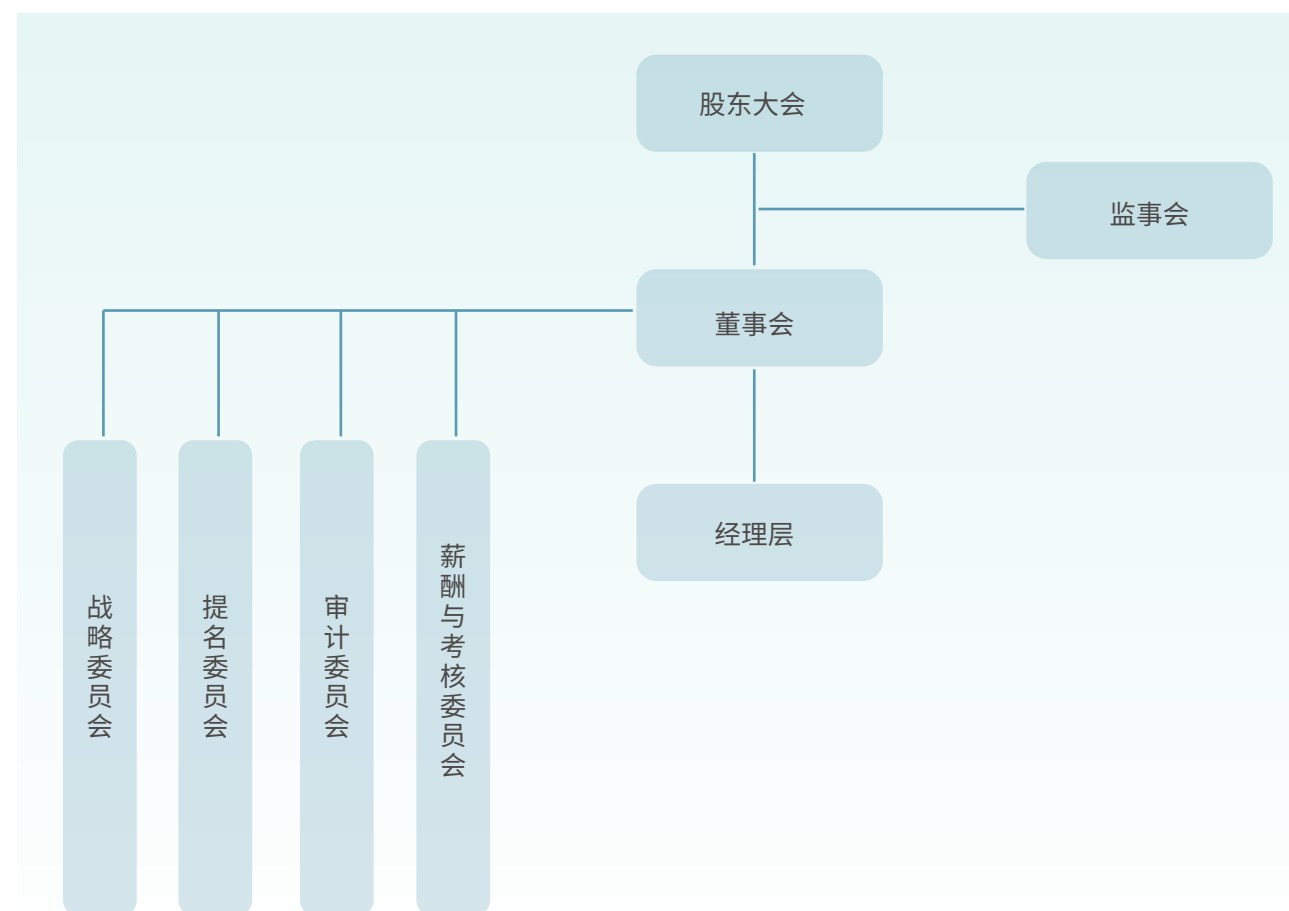 股东大会
监事会
董事会
经理层
战略委员会
提名委员会
审计委员会
薪酬与考核委员会